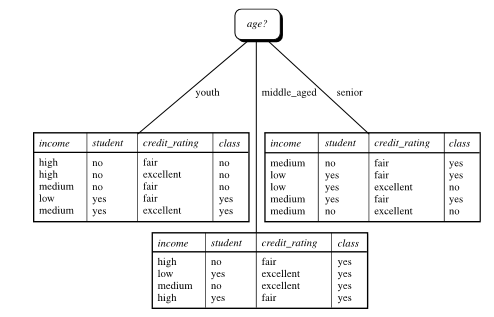 age?
youth
middle_aged
senior
income student credit_rating class
high no fair no
high no excellent no
medium no fair no
low yes fair yes
medium yes excellent yes
income student credit_rating class
medium no fair yes
low yes fair yes
low yes excellent no
medium yes fair yes
medium no excellent no
income student credit_rating class
high no fair yes
low yes excellent yes
medium no excellent yes
high yes fair yes